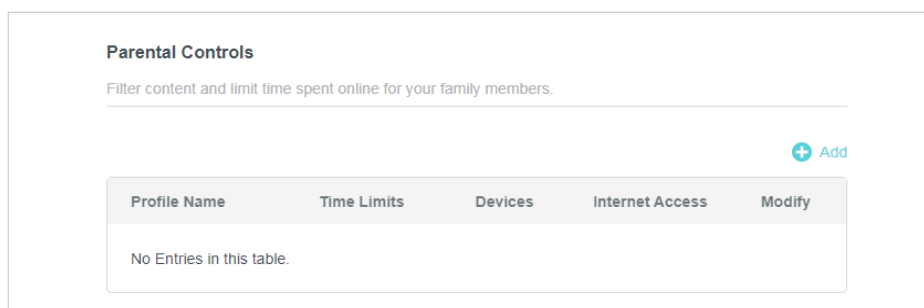 Parental Controls
Filter content and limit time spent online for your family members.
Add
Profile Name Time Limits Devices Internet Access Modify
No Entries in this table.